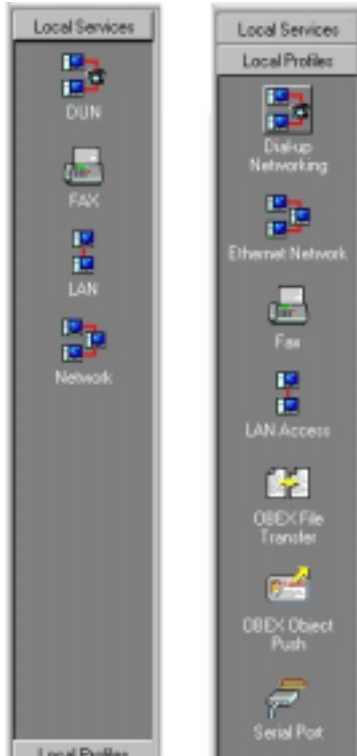 Local Services
DUN
FAX
LAN
Network
Local Profiles
Local Services
Local Profiles
Dial-up
Networking
Ethernet Network
Fax
LAN Access
OBEX File
Transfer
OBEX Object
Push
Serial Port